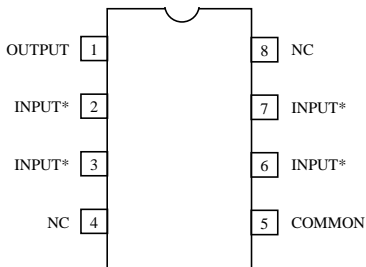 OUTPUT 1 8 NC
INPUT* 2 7 INPUT*
INPUT* 3 6 INPUT*
NC 4 5 COMMON